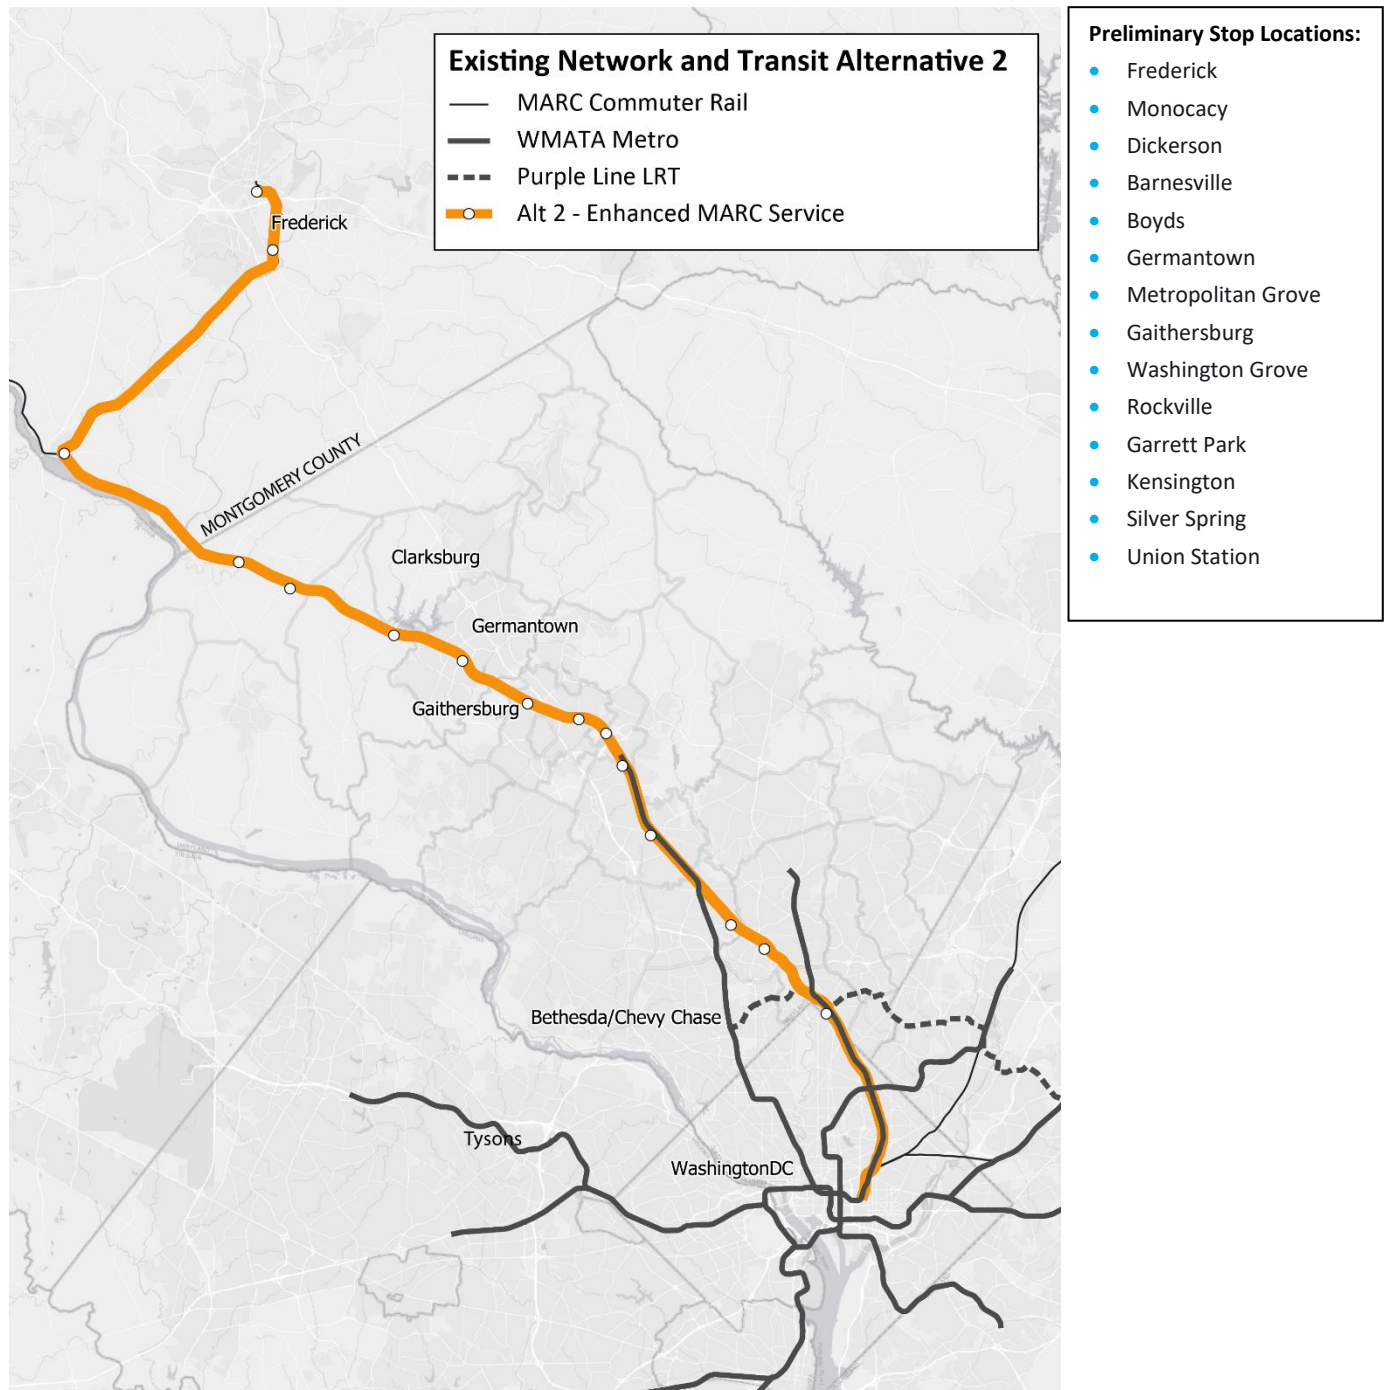 Existing Network and Transit Alternative 2
MARC Commuter Rail
WMATA Metro
Purple Line LRT
Alt 2 - Enhanced MARC Service
Preliminary Stop Locations:
• Frederick
• Monocacy
• Dickerson
• Barnesville
• Boyds
• Germantown
• Metropolitan Grove
• Gaithersburg
• Washington Grove
• Rockville
• Garrett Park
• Kensington
• Silver Spring
• Union Station
Frederick
MONTGOMERY COUNTY
Clarksburg
Germantown
Gaithersburg
Bethesda/Chevy Chase
Tysons
WashingtonDC